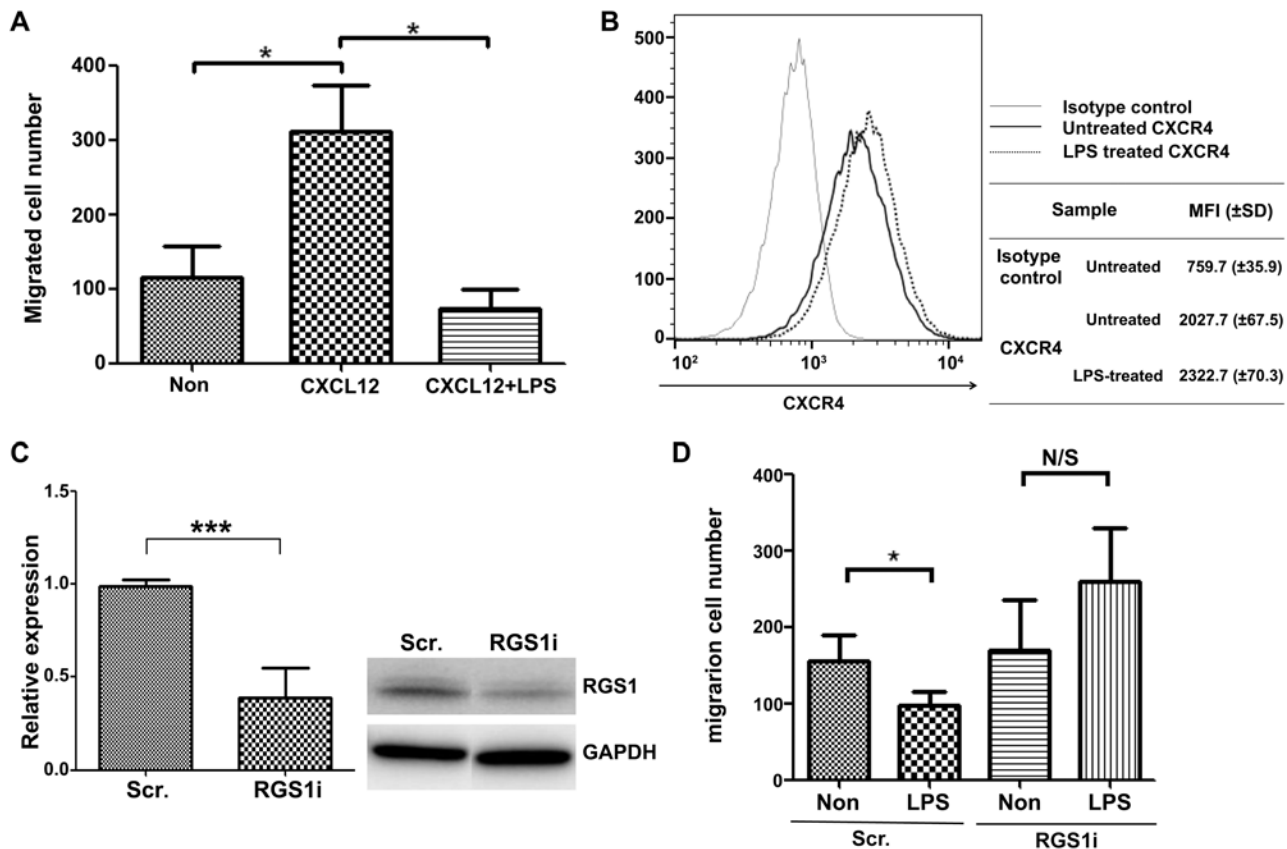 A
*
*
400
300
200
100
0
Migrated cell number
Non CXCL12 CXCL12+LPS
B
500
400
300
200
100
0
10² 10³ 10⁴
CXCR4
Isotype control
Untreated CXCR4
LPS treated CXCR4
Sample MFI (±SD)
Isotype control Untreated 759.7 (±35.9)
Untreated 2027.7 (±67.5)
CXCR4
LPS-treated 2322.7 (±70.3)
C
1.5
1.0
0.5
0.0
Relative expression
***
Scr. RGS1i
Scr. RGS1i
RGS1
GAPDH
D
400
300
200
100
0
migrarion cell number
*
N/S
Non LPS Non LPS
Scr. RGS1i